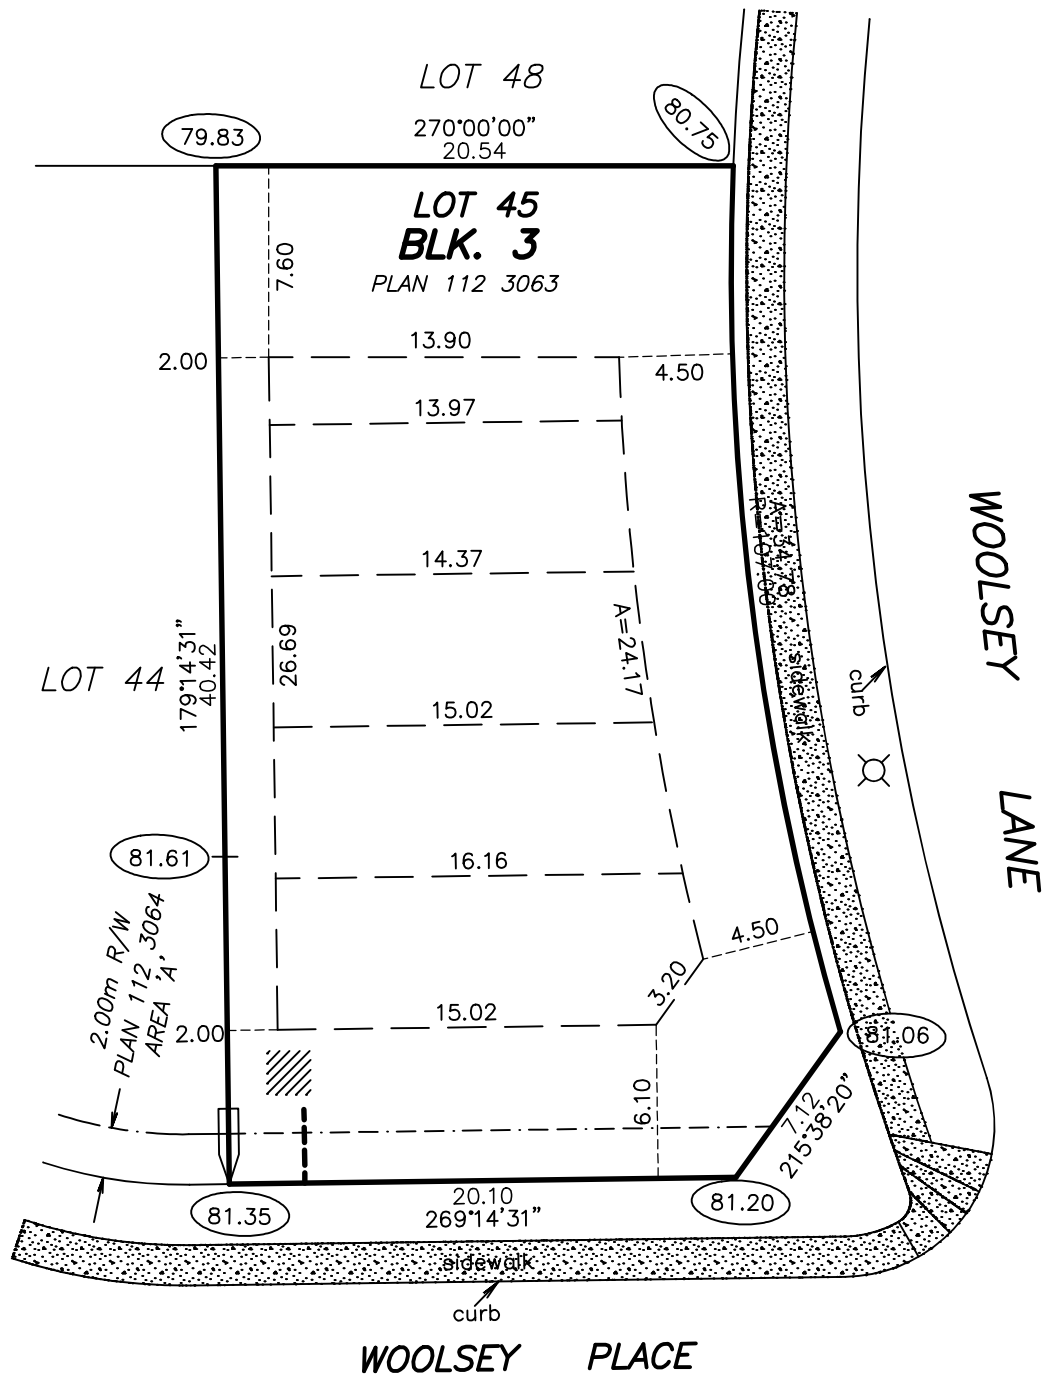 LOT 48
79.83
270°00'00"
20.54
80.75
LOT 45
BLK. 3
PLAN 112 3063
7.60
13.90
2.00
4.50
13.97
A=34.78
R=107.00
WOOLSEY LANE
14.37
A=24.17
26.69
LOT 44
179°14'31"
40.42
sidewalk
curb
15.02
81.61
16.16
2.00m R/W
PLAN 112 3064
AREA 'A'
4.50
3.20
15.02
2.00
81.06
6.10
7.12
215°38'20"
81.35
20.10
269°14'31"
81.20
sidewalk
curb
WOOLSEY PLACE